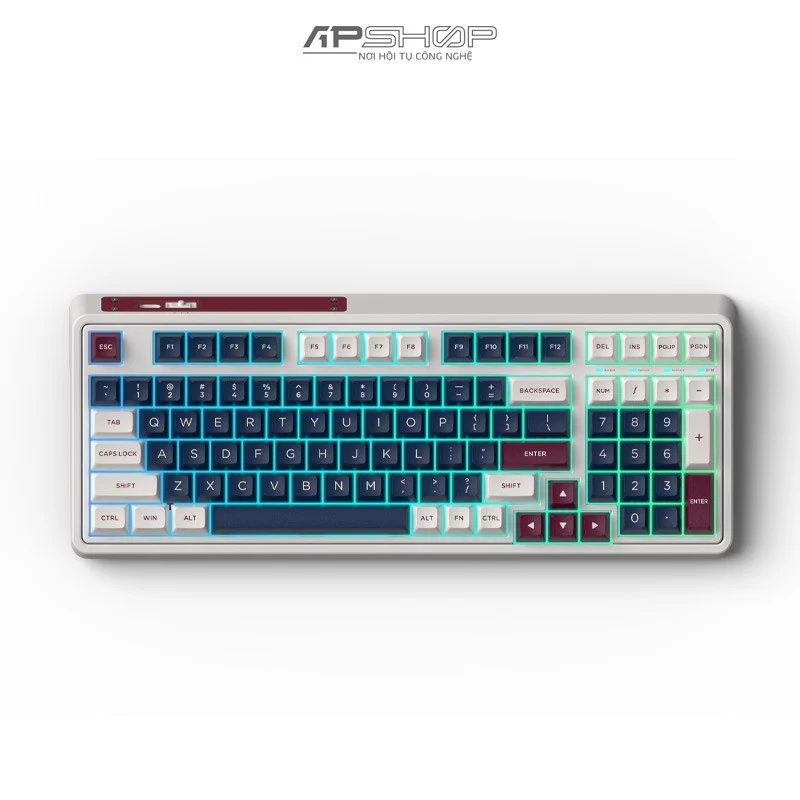 APSHOP
NƠI HỘI TỤ CÔNG NGHỆ
ESC F1 F2 F3 F4 F5 F6 F7 F8 F9 F10 F11 F12 DEL INS PGUP PGDN
~ ` ! 1 @ 2 # 3 $ 4 % 5 ^ 6 & 7 * 8 ( 9 ) 0 — - + = BACKSPACE NUM / * −
TAB Q W E R T Y U I O P { [ } ] | \ 7 8 9 +
CAPS LOCK A S D F G H J K L : ; " ' ENTER 4 5 6
SHIFT Z X C V B N M < , > . ? / SHIFT ▲ 1 2 3 ENTER
CTRL WIN ALT ALT FN CTRL ◀ ▼ ▶ 0 .